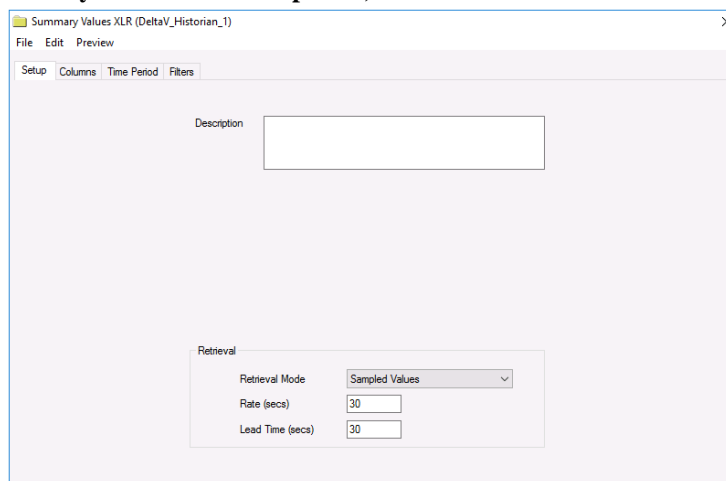 Summary Values XLR (DeltaV_Historian_1)
File Edit Preview
Setup Columns Time Period Filters
Description
Retrieval
Retrieval Mode Sampled Values
Rate (secs) 30
Lead Time (secs) 30